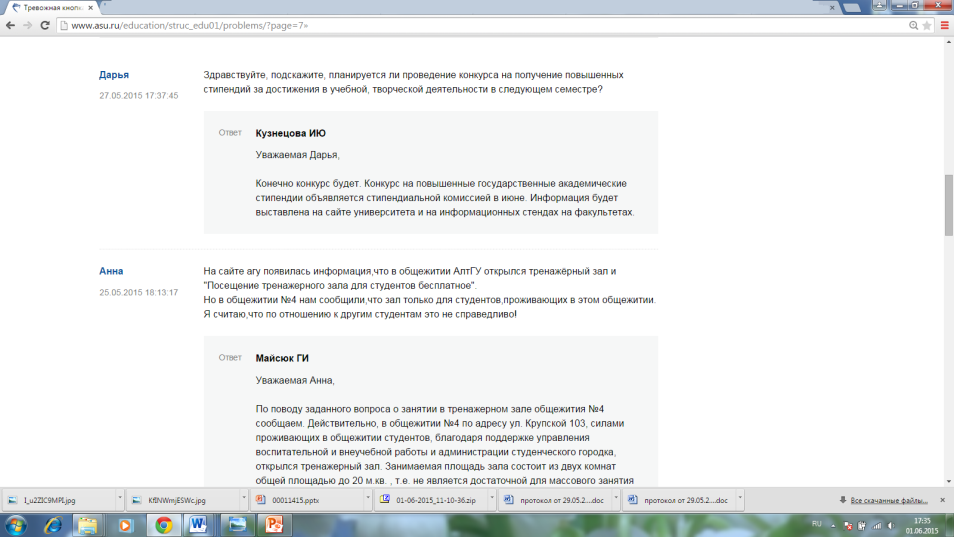 Тревожная кнопк
www.asu.ru/education/struc_edu01/problems/?page=7»
Дарья
27.05.2015 17:37:45
Здравствуйте, подскажите, планируется ли проведение конкурса на получение повышенных
стипендий за достижения в учебной, творческой деятельности в следующем семестре?
Ответ
Кузнецова ИЮ
Уважаемая Дарья,
Конечно конкурс будет. Конкурс на повышенные государственные академические
стипендии объявляется стипендиальной комиссией в июне. Информация будет
выставлена на сайте университета и на информационных стендах на факультетах.
Анна
25.05.2015 18:13:17
На сайте агу появилась информация,что в общежитии АлтГУ открылся тренажёрный зал и
"Посещение тренажерного зала для студентов бесплатное".
Но в общежитии №4 нам сообщили,что зал только для студентов,проживающих в этом общежитии.
Я считаю,что по отношению к другим студентам это не справедливо!
Ответ
Майсюк ГИ
Уважаемая Анна,
По поводу заданного вопроса о занятии в тренажерном зале общежития №4
сообщаем. Действительно, в общежитии №4 по адресу ул. Крупской 103, силами
проживающих в общежитии студентов, благодаря поддержке управления
воспитательной и внеучебной работы и администрации студенческого городка,
открылся тренажерный зал. Занимаемая площадь зала состоит из двух комнат
общей площадью до 20 м.кв. , т.е. не является достаточной для массового занятия
I_u2ZIC9MPI.jpg
KfINWmjESWc.jpg
00011415.pptx
01-06-2015_11-10-36.zip
протокол от 29.05.2....doc
протокол от 29.05.2....doc
Все скачанные файлы...
RU
17:35
01.06.2015